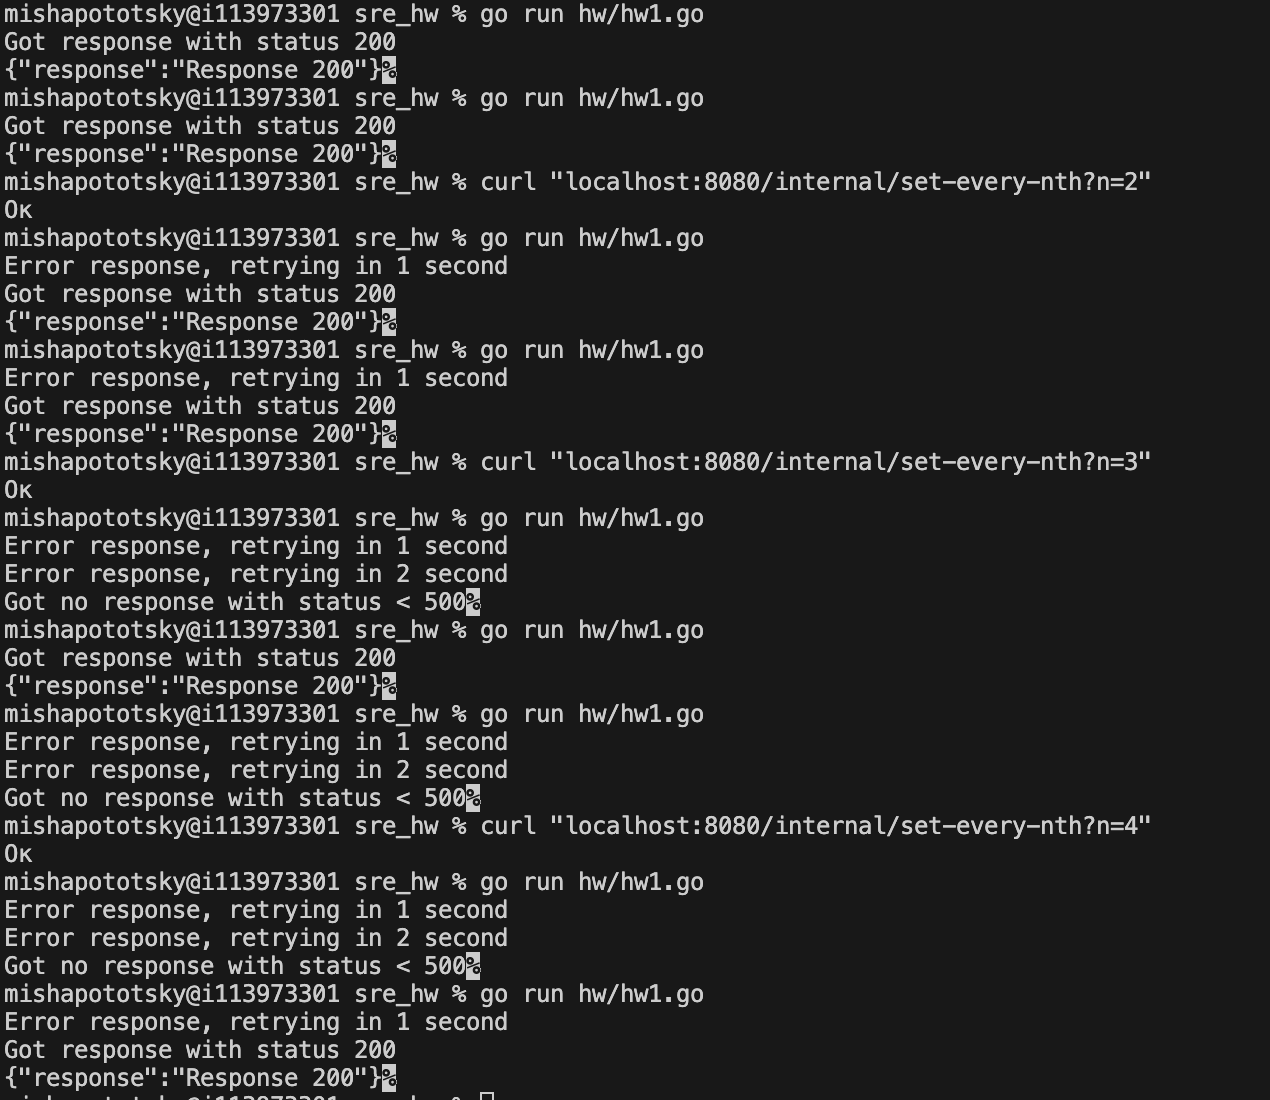 mishapototsky@i113973301 sre_hw % go run hw/hw1.go
Got response with status 200
{"response":"Response 200"}%
mishapototsky@i113973301 sre_hw % go run hw/hw1.go
Got response with status 200
{"response":"Response 200"}%
mishapototsky@i113973301 sre_hw % curl "localhost:8080/internal/set-every-nth?n=2"
Ок
mishapototsky@i113973301 sre_hw % go run hw/hw1.go
Error response, retrying in 1 second
Got response with status 200
{"response":"Response 200"}%
mishapototsky@i113973301 sre_hw % go run hw/hw1.go
Error response, retrying in 1 second
Got response with status 200
{"response":"Response 200"}%
mishapototsky@i113973301 sre_hw % curl "localhost:8080/internal/set-every-nth?n=3"
Ок
mishapototsky@i113973301 sre_hw % go run hw/hw1.go
Error response, retrying in 1 second
Error response, retrying in 2 second
Got no response with status < 500%
mishapototsky@i113973301 sre_hw % go run hw/hw1.go
Got response with status 200
{"response":"Response 200"}%
mishapototsky@i113973301 sre_hw % go run hw/hw1.go
Error response, retrying in 1 second
Error response, retrying in 2 second
Got no response with status < 500%
mishapototsky@i113973301 sre_hw % curl "localhost:8080/internal/set-every-nth?n=4"
Ок
mishapototsky@i113973301 sre_hw % go run hw/hw1.go
Error response, retrying in 1 second
Error response, retrying in 2 second
Got no response with status < 500%
mishapototsky@i113973301 sre_hw % go run hw/hw1.go
Error response, retrying in 1 second
Got response with status 200
{"response":"Response 200"}%
mishapototsky@i113973301 sre_hw %